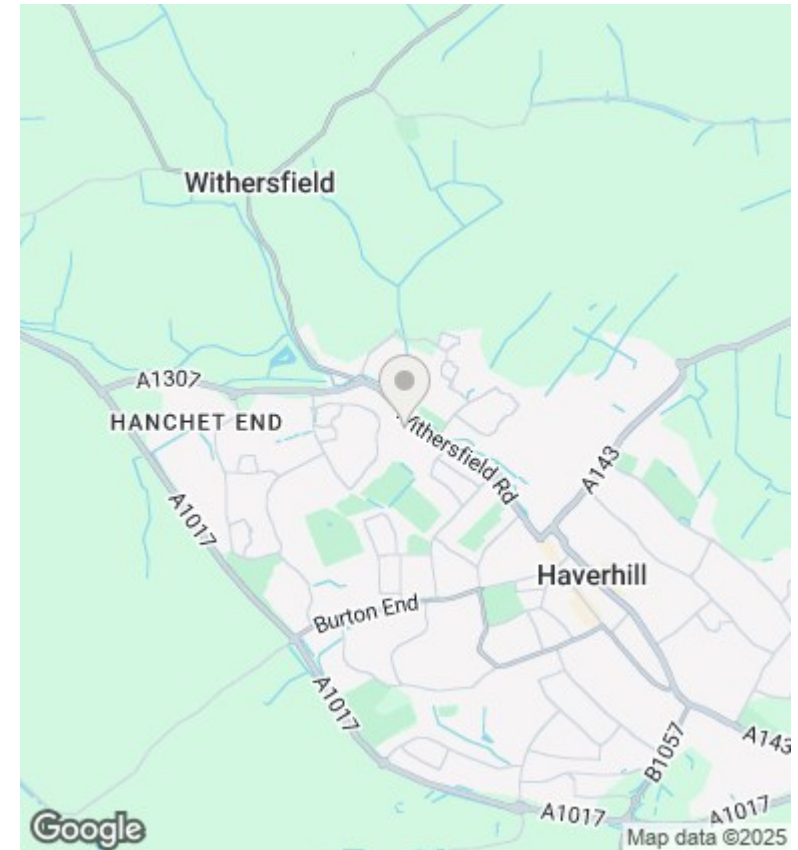 Withersfield
A1307
HANCHET END
Withersfield Rd
A143
A1017
Haverhill
Burton End
A1017
B1057
A143
A1017
A1017
Google
Map data ©2025